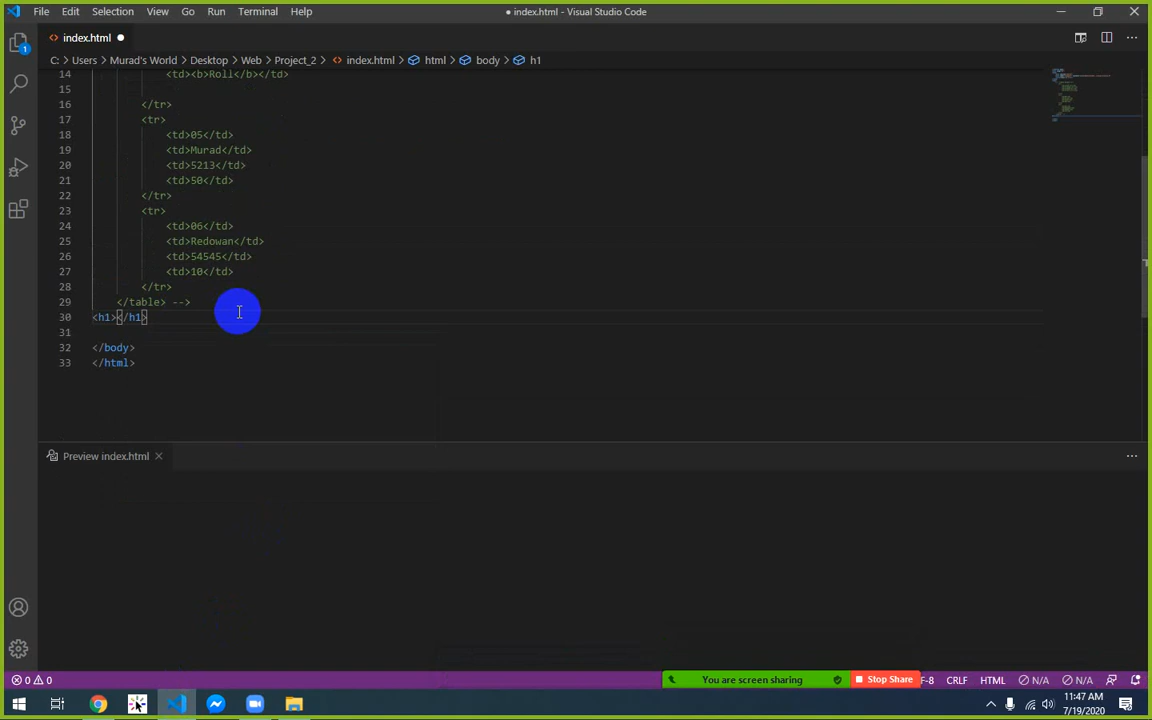 File Edit Selection View Go Run Terminal Help
● index.html - Visual Studio Code
index.html ●
C: > Users > Murad's World > Desktop > Web > Project_2 > index.html > html > body > h1
14 <td><b>Roll</b></td>
15
16 </tr>
17 <tr>
18 <td>05</td>
19 <td>Murad</td>
20 <td>5213</td>
21 <td>50</td>
22 </tr>
23 <tr>
24 <td>06</td>
25 <td>Redowan</td>
26 <td>54545</td>
27 <td>10</td>
28 </tr>
29 </table> -->
30 <h1></h1>
31
32 </body>
33 </html>
Preview index.html
1
0 0
You are screen sharing
Stop Share
F-8 CRLF HTML N/A N/A
11:47 AM
7/19/2020